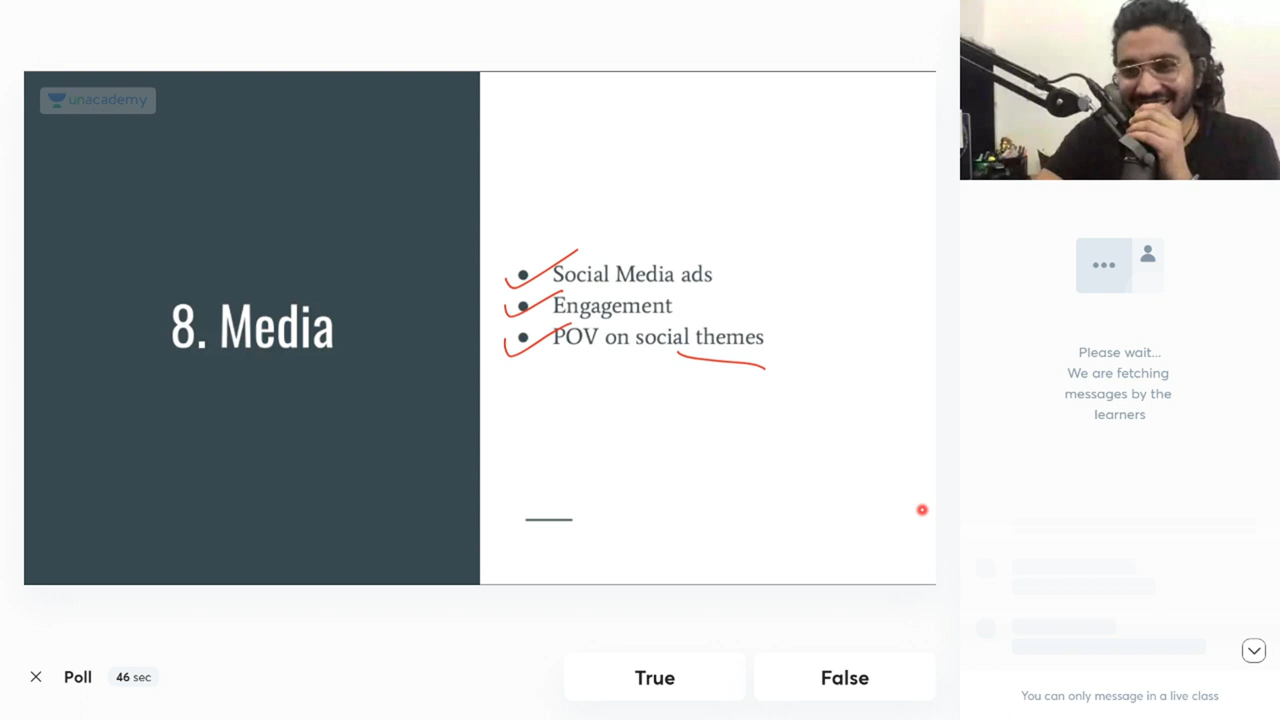 unacademy
8. Media
Social Media ads
Engagement
POV on social themes
Please wait...
We are fetching
messages by the
learners
Poll
46 sec
True
False
You can only message in a live class